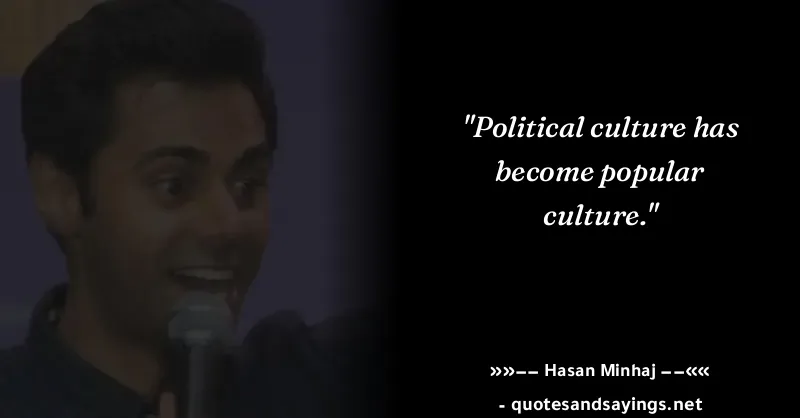 "Political culture has
become popular
culture."
»»−− Hasan Minhaj −−««
- quotesandsayings.net